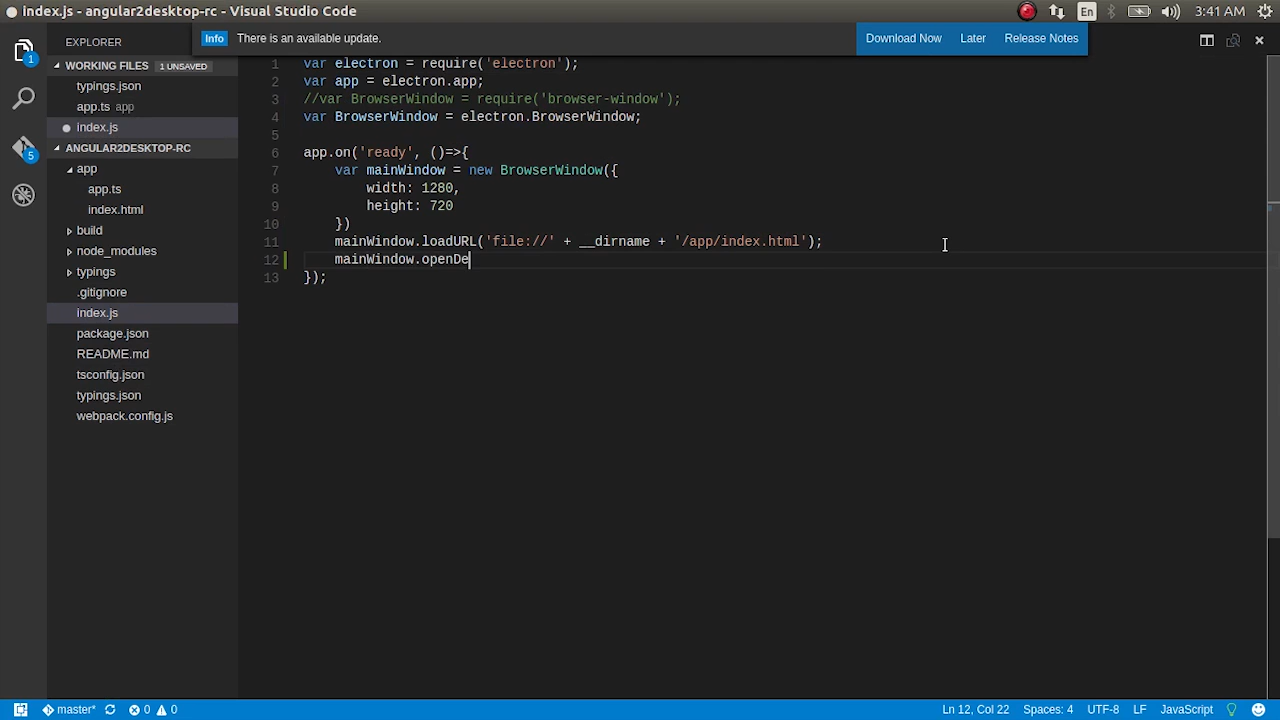 index.js - angular2desktop-rc - Visual Studio Code
En
3:41 AM
EXPLORER
Info
There is an available update.
Download Now
Later
Release Notes
1
WORKING FILES
1 UNSAVED
typings.json
app.ts app
index.js
5
ANGULAR2DESKTOP-RC
app
app.ts
index.html
build
node_modules
typings
.gitignore
index.js
package.json
README.md
tsconfig.json
typings.json
webpack.config.js
1 var electron = require('electron');
2 var app = electron.app;
3 //var BrowserWindow = require('browser-window');
4 var BrowserWindow = electron.BrowserWindow;
5
6 app.on('ready', ()=>{
7 var mainWindow = new BrowserWindow({
8 width: 1280,
9 height: 720
10 })
11 mainWindow.loadURL('file://' + __dirname + '/app/index.html');
12 mainWindow.openDe
13 });
master*
0
0
Ln 12, Col 22
Spaces: 4
UTF-8
LF
JavaScript